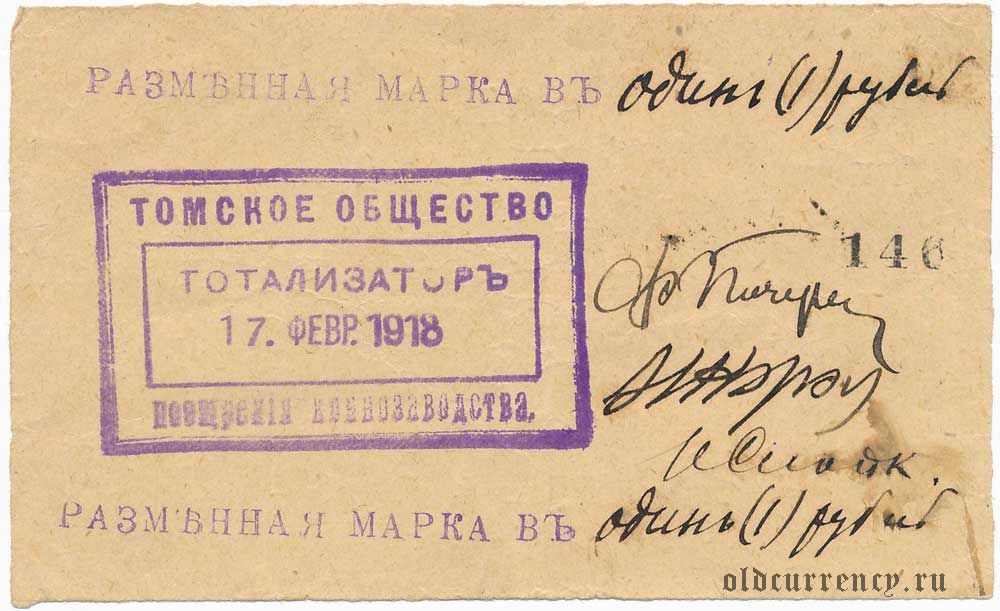 РАЗМѢННАЯ МАРКА ВЪ одинъ (1) рубль
ТОМСКОЕ ОБЩЕСТВО
ТОТАЛИЗАТОРЪ
17. ФЕВР. 1918
поощренія коннозаводства.
146
РАЗМѢННАЯ МАРКА ВЪ одинъ (1) рубль
oldcurrency.ru